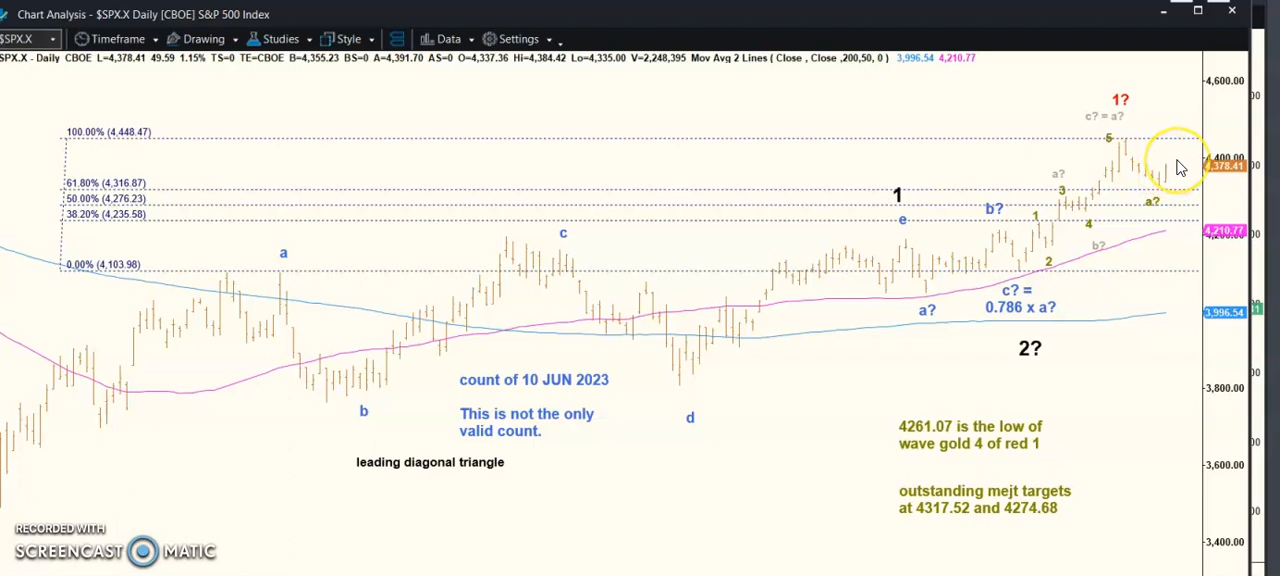 Chart Analysis - $SPX.X Daily [CBOE] S&P 500 Index
$SPX.X Timeframe Drawing Studies Style Data Settings
SPX.X - Daily CBOE L=4,378.41 49.59 1.15% TS=0 TE=CBOE B=4,355.23 BS=0 A=4,391.70 AS=0 O=4,337.36 Hi=4,384.42 Lo=4,335.00 V=2,248,395 Mov Avg 2 Lines ( Close , Close ,200,50, 0 ) 3,996.54 4,210.77
4,600.00
1?
c? = a?
100.00% (4,448.47)
5
4,400.00
4,378.41
a?
61.80% (4,316.87)
3
1
a?
50.00% (4,276.23)
b?
38.20% (4,235.58)
e
1
4
4,210.77
c
b?
a
2
0.00% (4,103.98)
c? =
0.786 x a?
a?
3,996.54
2?
count of 10 JUN 2023
3,800.00
b
This is not the only
valid count.
d
4261.07 is the low of
wave gold 4 of red 1
leading diagonal triangle
3,600.00
outstanding mejt targets
at 4317.52 and 4274.68
RECORDED WITH
SCREENCAST MATIC
3,400.00